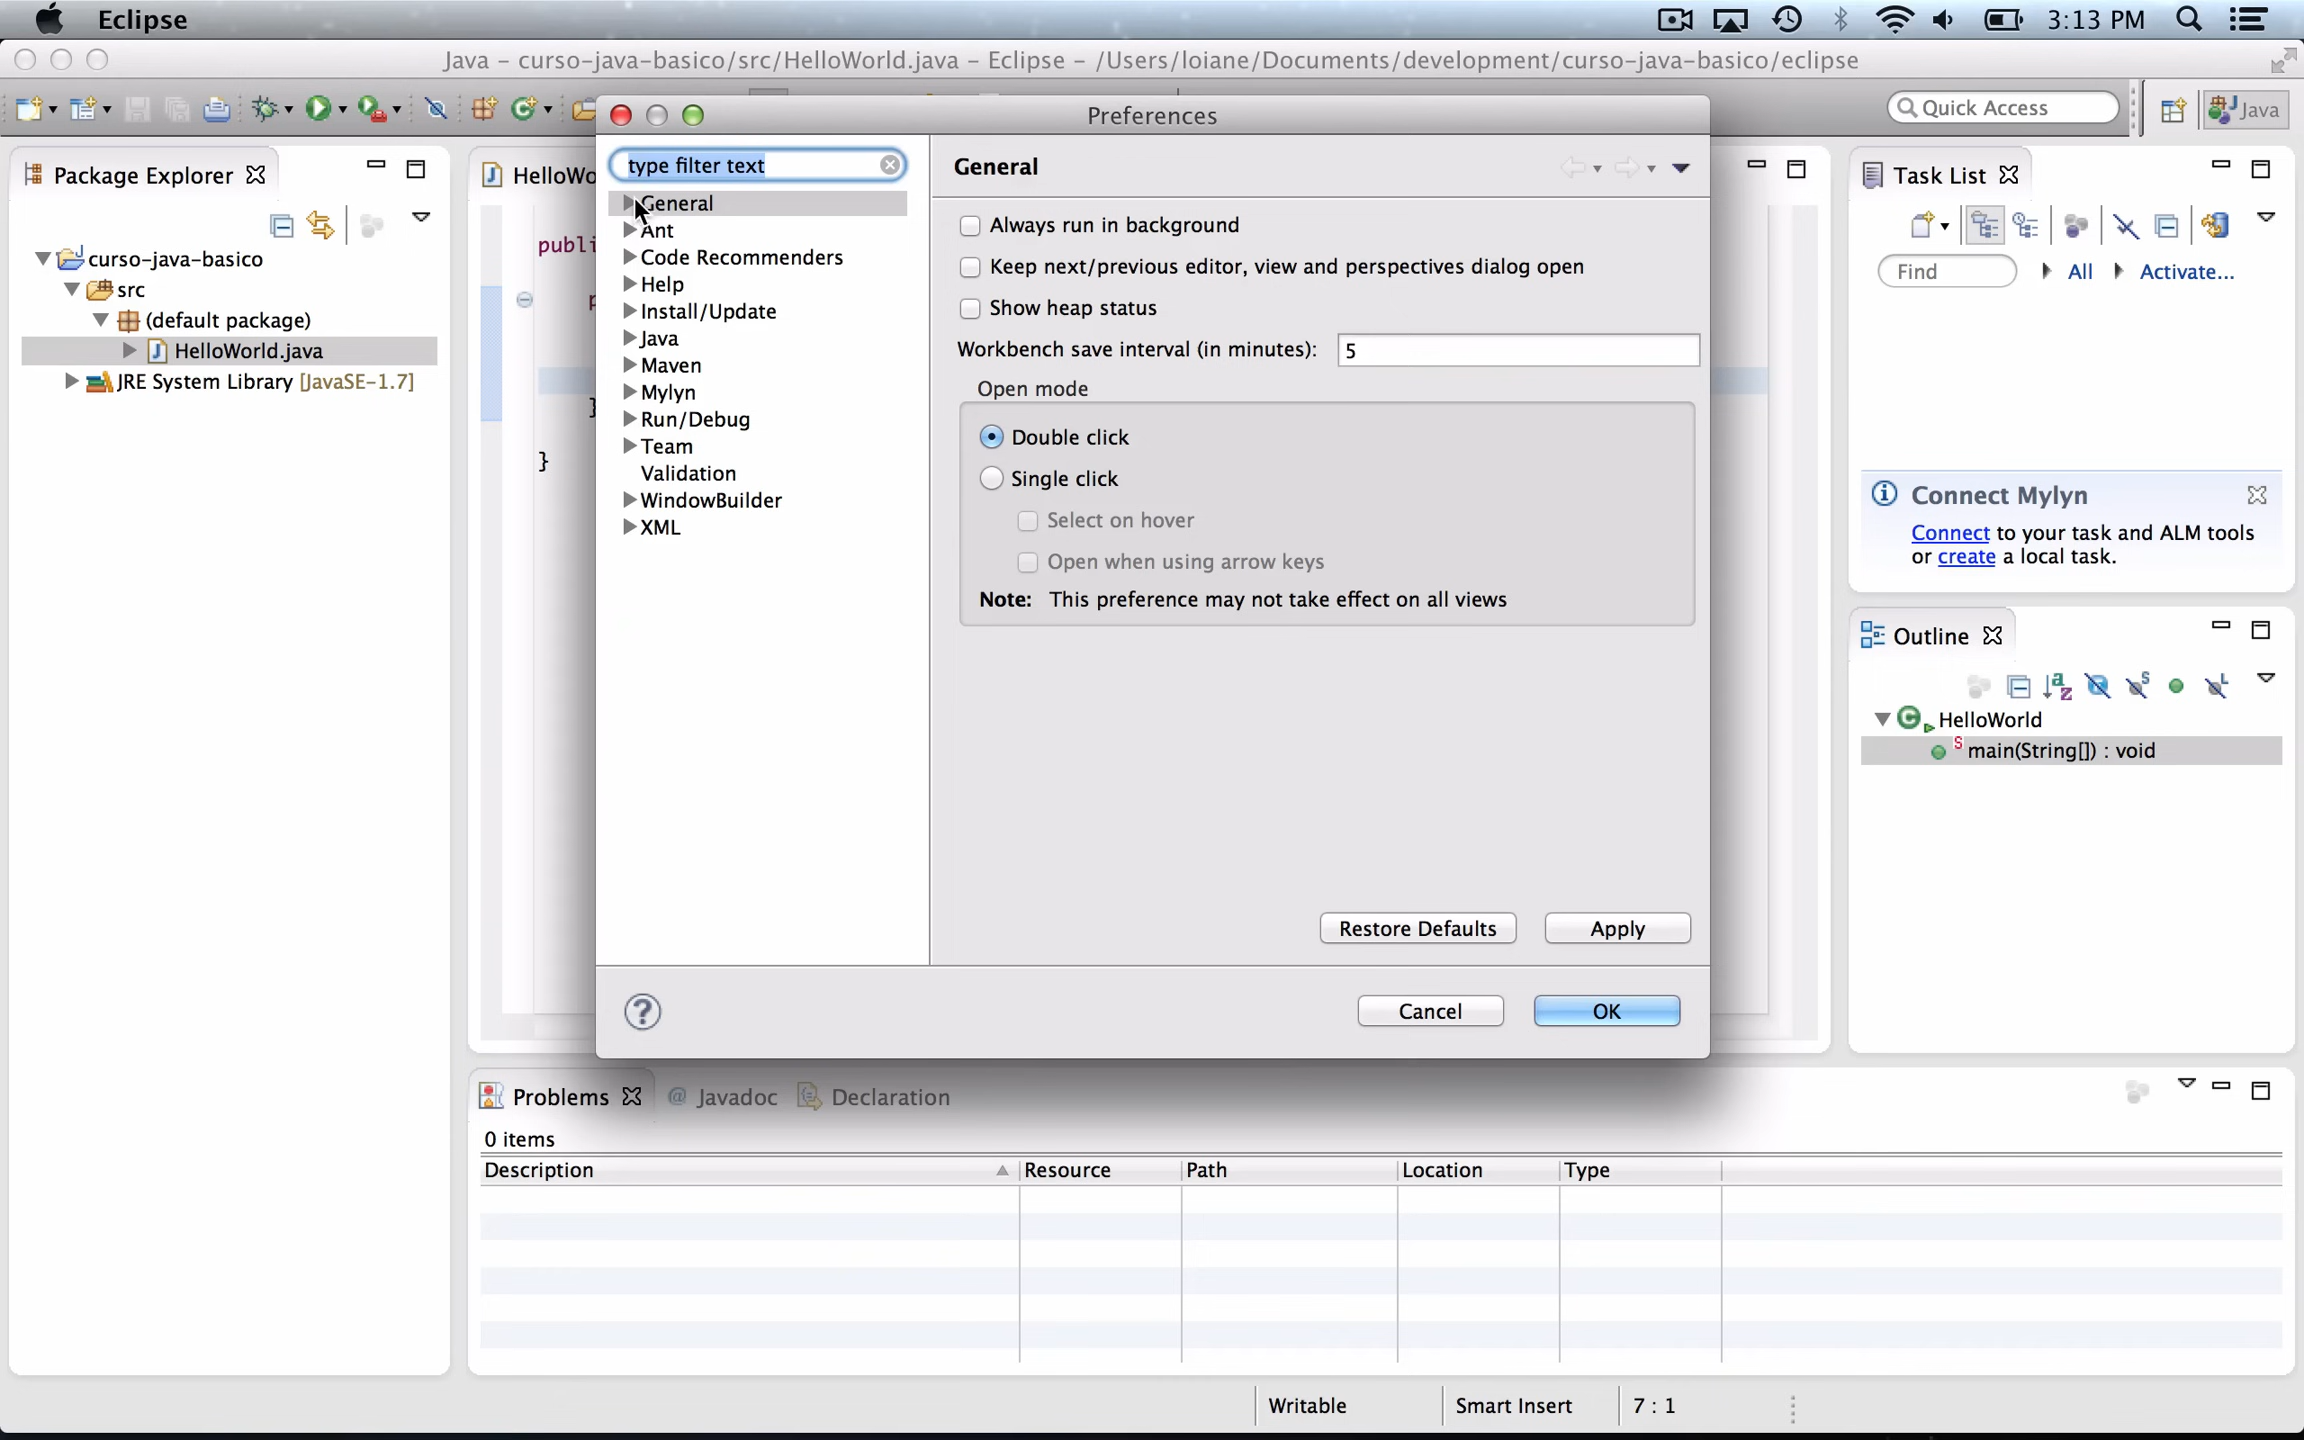 Eclipse
3:13 PM
Java – curso-java-basico/src/HelloWorld.java – Eclipse – /Users/loiane/Documents/development/curso-java-basico/eclipse
Quick Access
Java
Preferences
Package Explorer
curso-java-basico
src
(default package)
HelloWorld.java
JRE System Library [JavaSE-1.7]
HelloWo
publi
p
}
}
type filter text
General
Ant
Code Recommenders
Help
Install/Update
Java
Maven
Mylyn
Run/Debug
Team
Validation
WindowBuilder
XML
General
Always run in background
Keep next/previous editor, view and perspectives dialog open
Show heap status
Workbench save interval (in minutes): 5
Open mode
Double click
Single click
Select on hover
Open when using arrow keys
Note: This preference may not take effect on all views
Restore Defaults Apply
Cancel OK
Task List
Find All Activate...
Connect Mylyn
Connect to your task and ALM tools
or create a local task.
Outline
HelloWorld
main(String[]) : void
Problems @ Javadoc Declaration
0 items
Description Resource Path Location Type
Writable Smart Insert 7 : 1